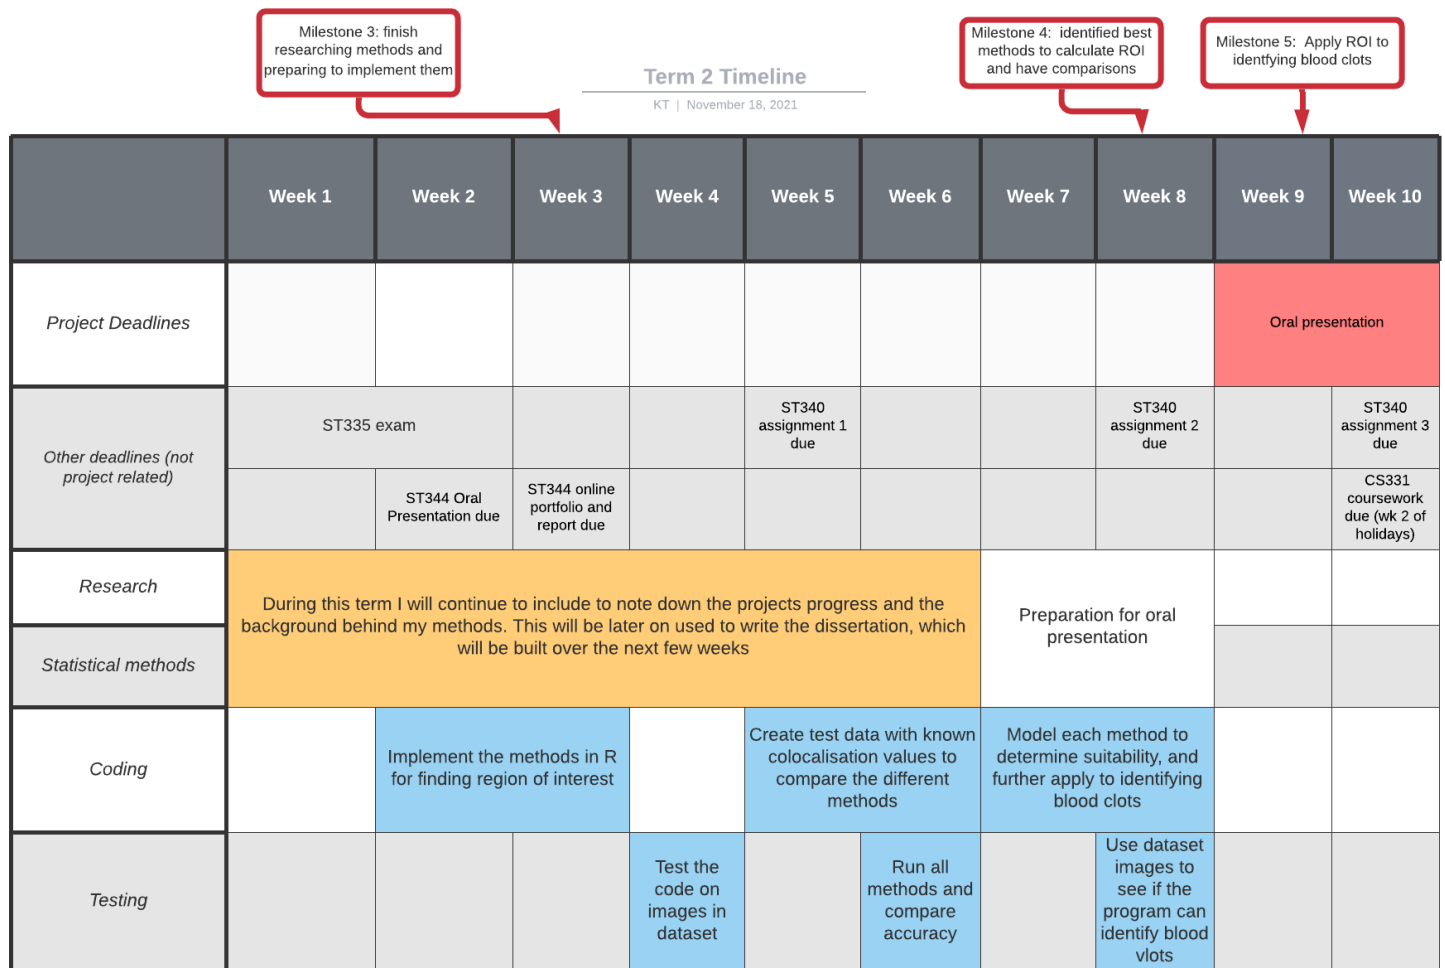 Milestone 3: finish
researching methods and
preparing to implement them
Milestone 4: identified best
methods to calculate ROI
and have comparisons
Milestone 5: Apply ROI to
identfying blood clots
Term 2 Timeline
KT | November 18, 2021
Week 1
Week 2
Week 3
Week 4
Week 5
Week 6
Week 7
Week 8
Week 9
Week 10
Project Deadlines
Oral presentation
Other deadlines (not
project related)
ST335 exam
ST340
assignment 1
due
ST340
assignment 2
due
ST340
assignment 3
due
ST344 Oral
Presentation due
ST344 online
portfolio and
report due
CS331
coursework
due (wk 2 of
holidays)
Research
Statistical methods
During this term I will continue to include to note down the projects progress and the
background behind my methods. This will be later on used to write the dissertation, which
will be built over the next few weeks
Preparation for oral
presentation
Coding
Implement the methods in R
for finding region of interest
Create test data with known
colocalisation values to
compare the different
methods
Model each method to
determine suitability, and
further apply to identifying
blood clots
Testing
Test the
code on
images in
dataset
Run all
methods and
compare
accuracy
Use dataset
images to
see if the
program can
identify blood
vlots